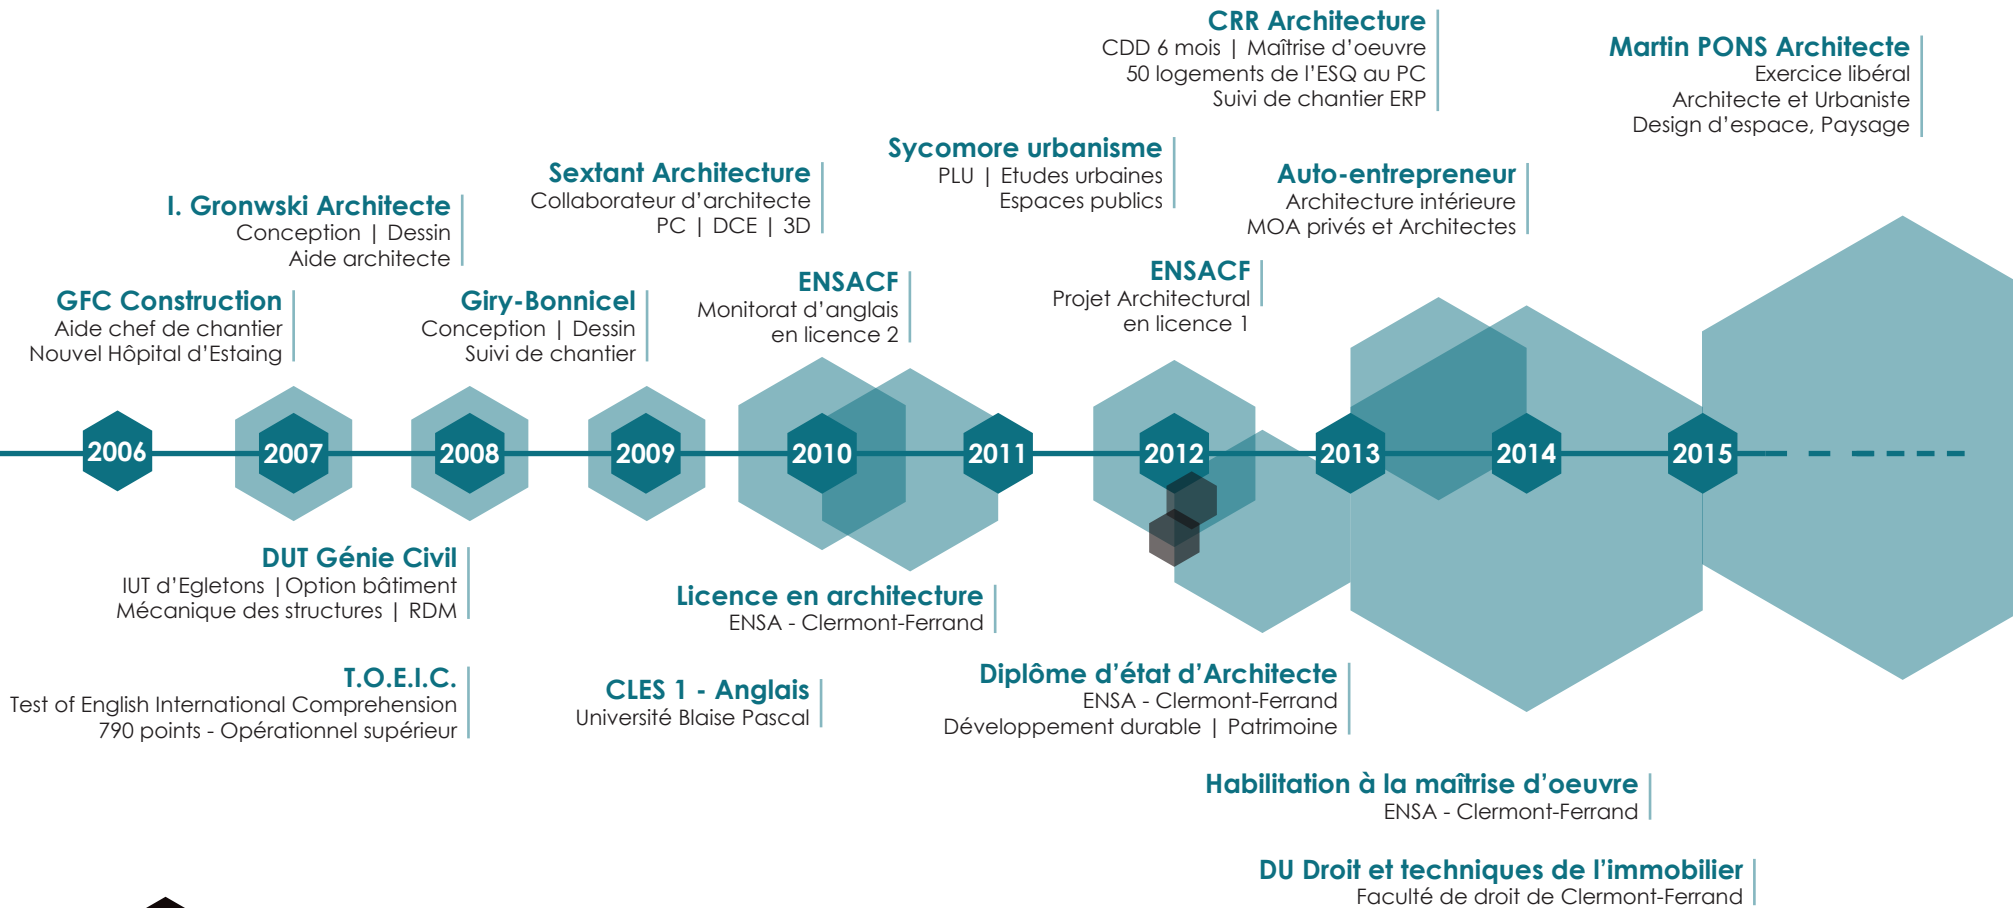 CRR Architecture
CDD 6 mois | Maîtrise d'oeuvre
50 logements de l'ESQ au PC
Suivi de chantier ERP
Martin PONS Architecte
Exercice libéral
Architecte et Urbaniste
Design d'espace, Paysage
Sycomore urbanisme
PLU | Etudes urbaines
Espaces publics
Sextant Architecture
Collaborateur d'architecte
PC | DCE | 3D
Auto-entrepreneur
Architecture intérieure
MOA privés et Architectes
I. Gronwski Architecte
Conception | Dessin
Aide architecte
ENSACF
Projet Architectural
en licence 1
ENSACF
Monitorat d'anglais
en licence 2
GFC Construction
Aide chef de chantier
Nouvel Hôpital d'Estaing
Giry-Bonnicel
Conception | Dessin
Suivi de chantier
2006
2007
2008
2009
2010
2011
2012
2013
2014
2015
DUT Génie Civil
IUT d'Egletons | Option bâtiment
Mécanique des structures | RDM
Licence en architecture
ENSA - Clermont-Ferrand
T.O.E.I.C.
Test of English International Comprehension
790 points - Opérationnel supérieur
CLES 1 - Anglais
Université Blaise Pascal
Diplôme d'état d'Architecte
ENSA - Clermont-Ferrand
Développement durable | Patrimoine
Habilitation à la maîtrise d'oeuvre
ENSA - Clermont-Ferrand
DU Droit et techniques de l'immobilier
Faculté de droit de Clermont-Ferrand